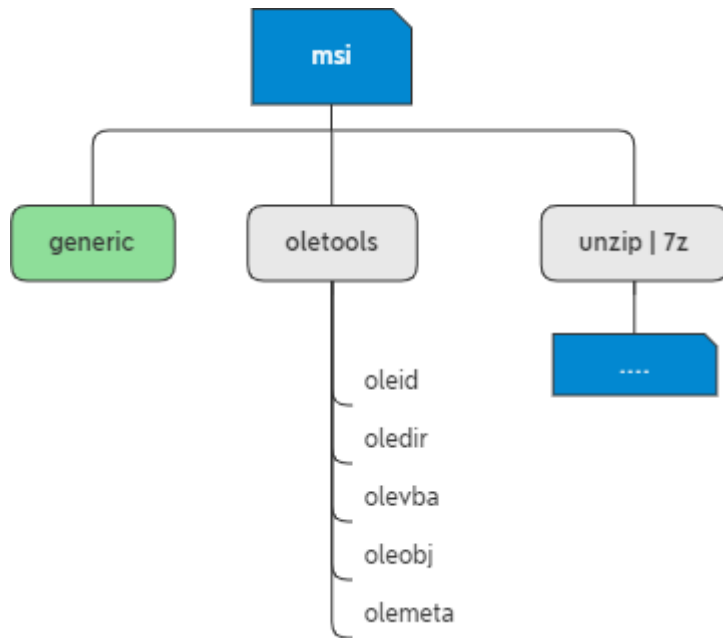 msi
generic
oletools
unzip | 7z
....
oleid
oledir
olevba
oleobj
olemeta